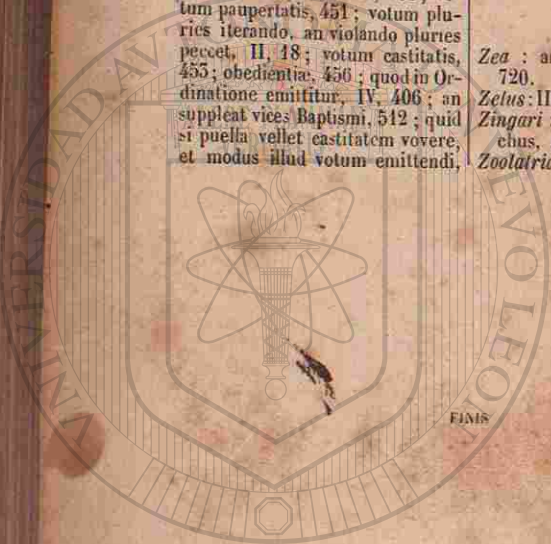 tum paupertatis, 451 ; votum plu-
ries iterando, an violando pluries
peccet, II, 18 ; votum castitatis,
455 ; obedientiæ, 456 ; quod in Or-
dinatione emittitur, IV, 406 ; an
suppleat vices Baptismi, 512 ; quid
si puella vellet castitatem vovere,
et modus illud votum emittendi,
Zea : a
720.
Zelus : II
Zingari
chus,
Zoolatria
FINIS